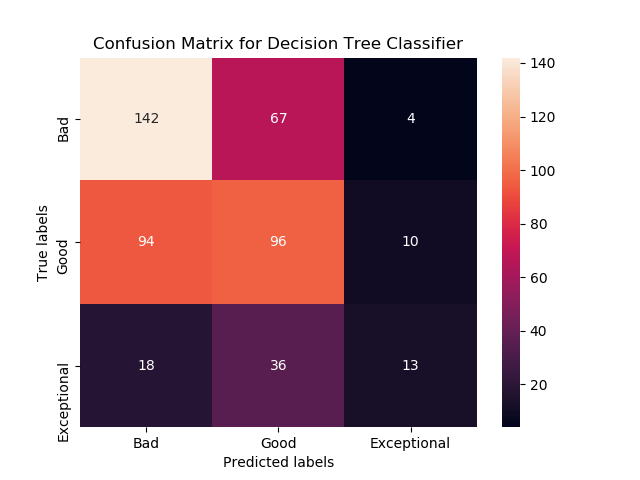 Confusion Matrix for Decision Tree Classifier
True labels
Bad
142
67
4
Good
94
96
10
Exceptional
18
36
13
Bad Good Exceptional
Predicted labels
140
120
100
80
60
40
20